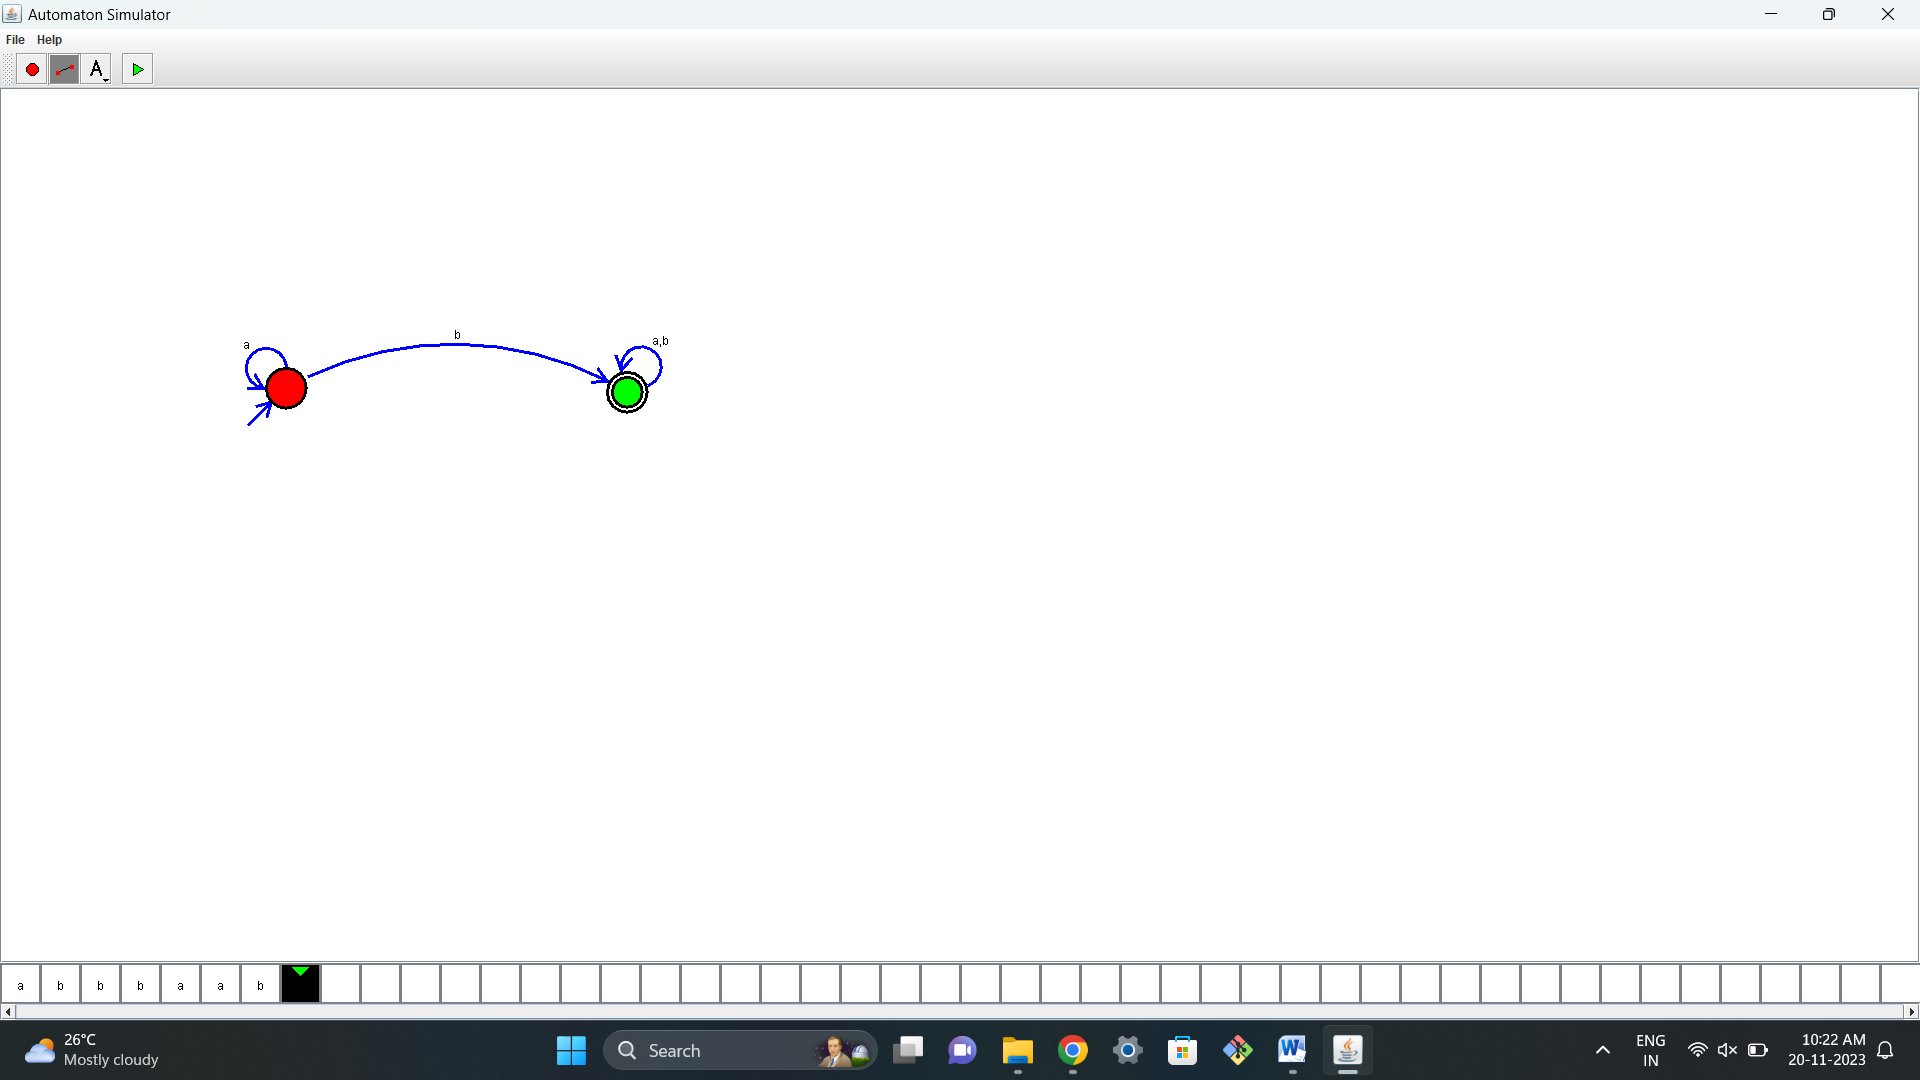 Automaton Simulator
File Help
A
a
b
a,b
a b b b a a b
26°C
Mostly cloudy
Search
ENG
IN
10:22 AM
20-11-2023